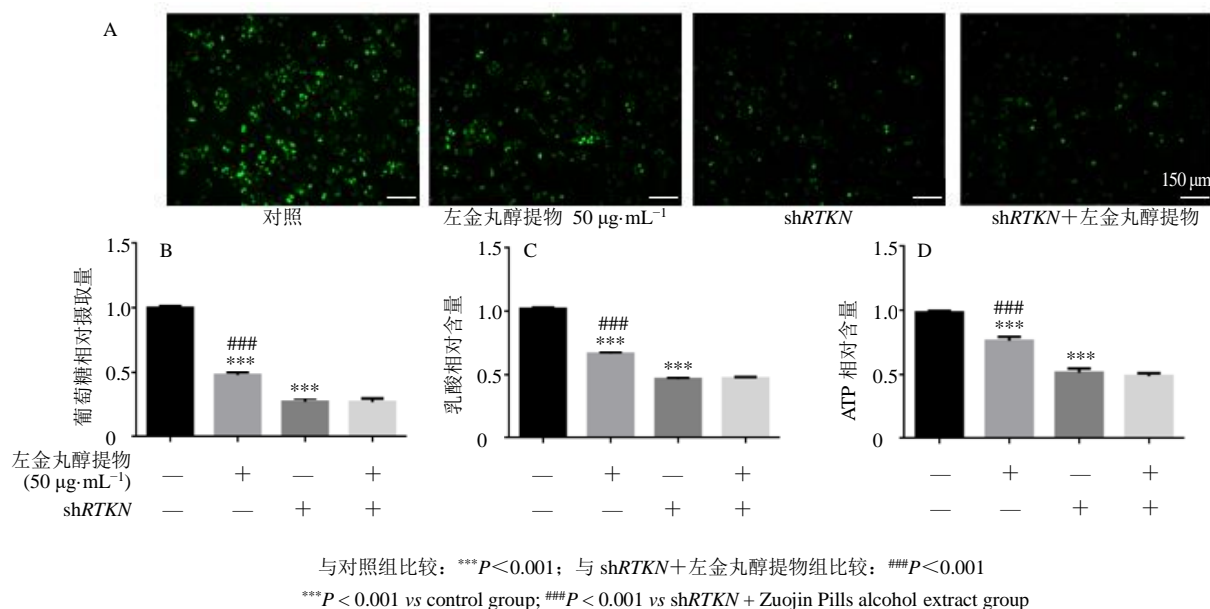 A
150 μm
对照
左金丸醇提物 50 μg·mL⁻¹
shRTKN
shRTKN＋左金丸醇提物
B
葡萄糖相对摄取量
1.5
1.0
0.5
0
###
***
***
C
乳酸相对含量
1.5
1.0
0.5
0
###
***
***
D
ATP 相对含量
1.5
1.0
0.5
0
###
***
***
左金丸醇提物
(50 μg·mL⁻¹)
— + — + — + — + — + — +
shRTKN — — + + — — + + — — + +
与对照组比较：***P＜0.001；与 shRTKN＋左金丸醇提物组比较：###P＜0.001
***P < 0.001 vs control group; ###P < 0.001 vs shRTKN + Zuojin Pills alcohol extract group